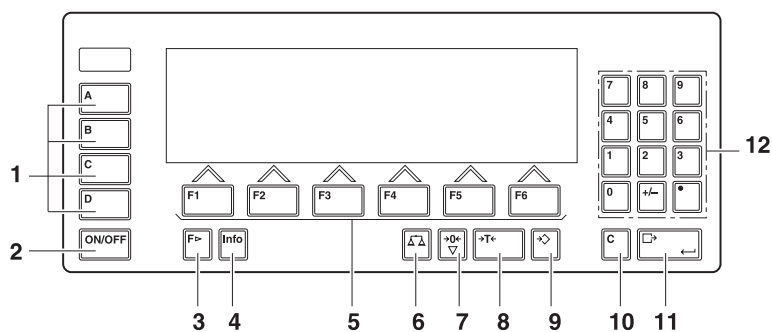 7 8 9
A
4 5 6
B
12
1 C
1 2 3
D
F1 F2 F3 F4 F5 F6
0 +/– •
2 ON/OFF
F▻ Info
→0←
▽
→T←
→◇
C
3 4 5 6 7 8 9 10 11